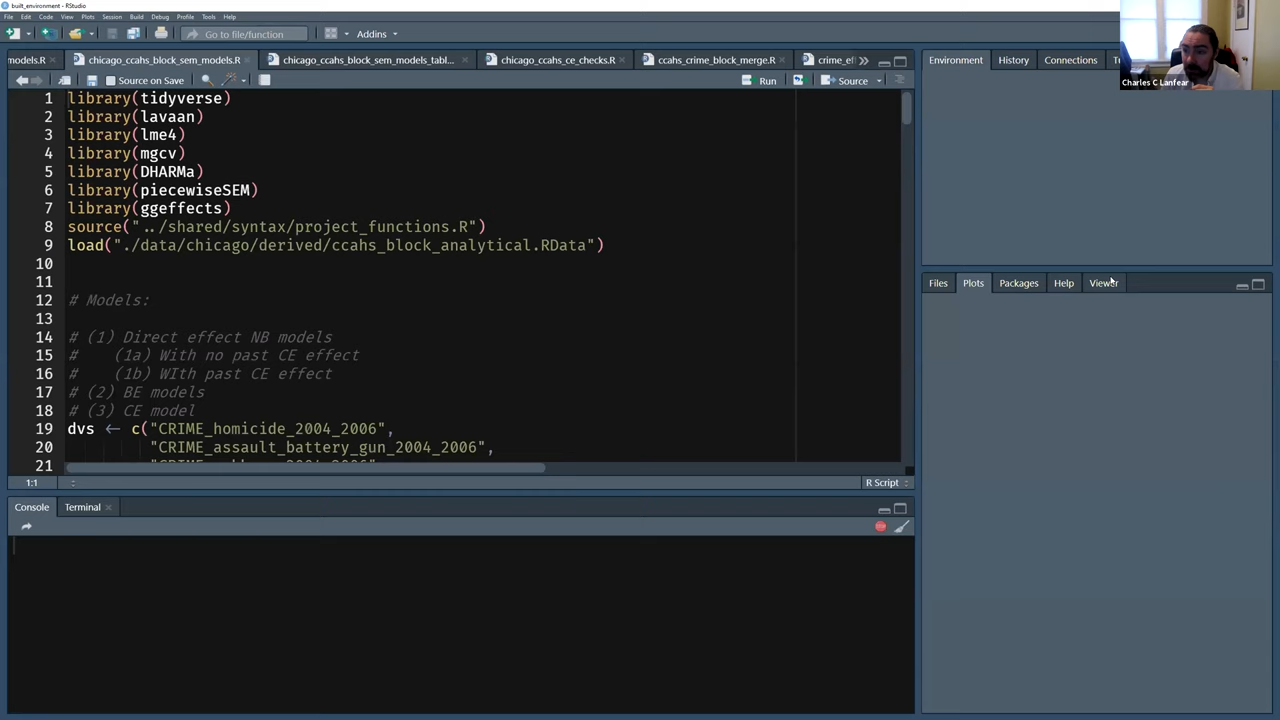 built_environment - RStudio
File Edit Code View Plots Session Build Debug Profile Tools Help
Go to file/function Addins
models.R chicago_ccahs_block_sem_models.R chicago_ccahs_block_sem_models_tabl... chicago_ccahs_ce_checks.R ccahs_crime_block_merge.R crime_ef
Source on Save Run Source
1 library(tidyverse)
2 library(lavaan)
3 library(lme4)
4 library(mgcv)
5 library(DHARMa)
6 library(piecewiseSEM)
7 library(ggeffects)
8 source("../shared/syntax/project_functions.R")
9 load("./data/chicago/derived/ccahs_block_analytical.RData")
10
11
12 # Models:
13
14 # (1) Direct effect NB models
15 #    (1a) With no past CE effect
16 #    (1b) WIth past CE effect
17 # (2) BE models
18 # (3) CE model
19 dvs <- c("CRIME_homicide_2004_2006",
20 "CRIME_assault_battery_gun_2004_2006",
21
1:1 R Script
Console Terminal
Environment History Connections
Charles C Lanfear
Files Plots Packages Help Viewer